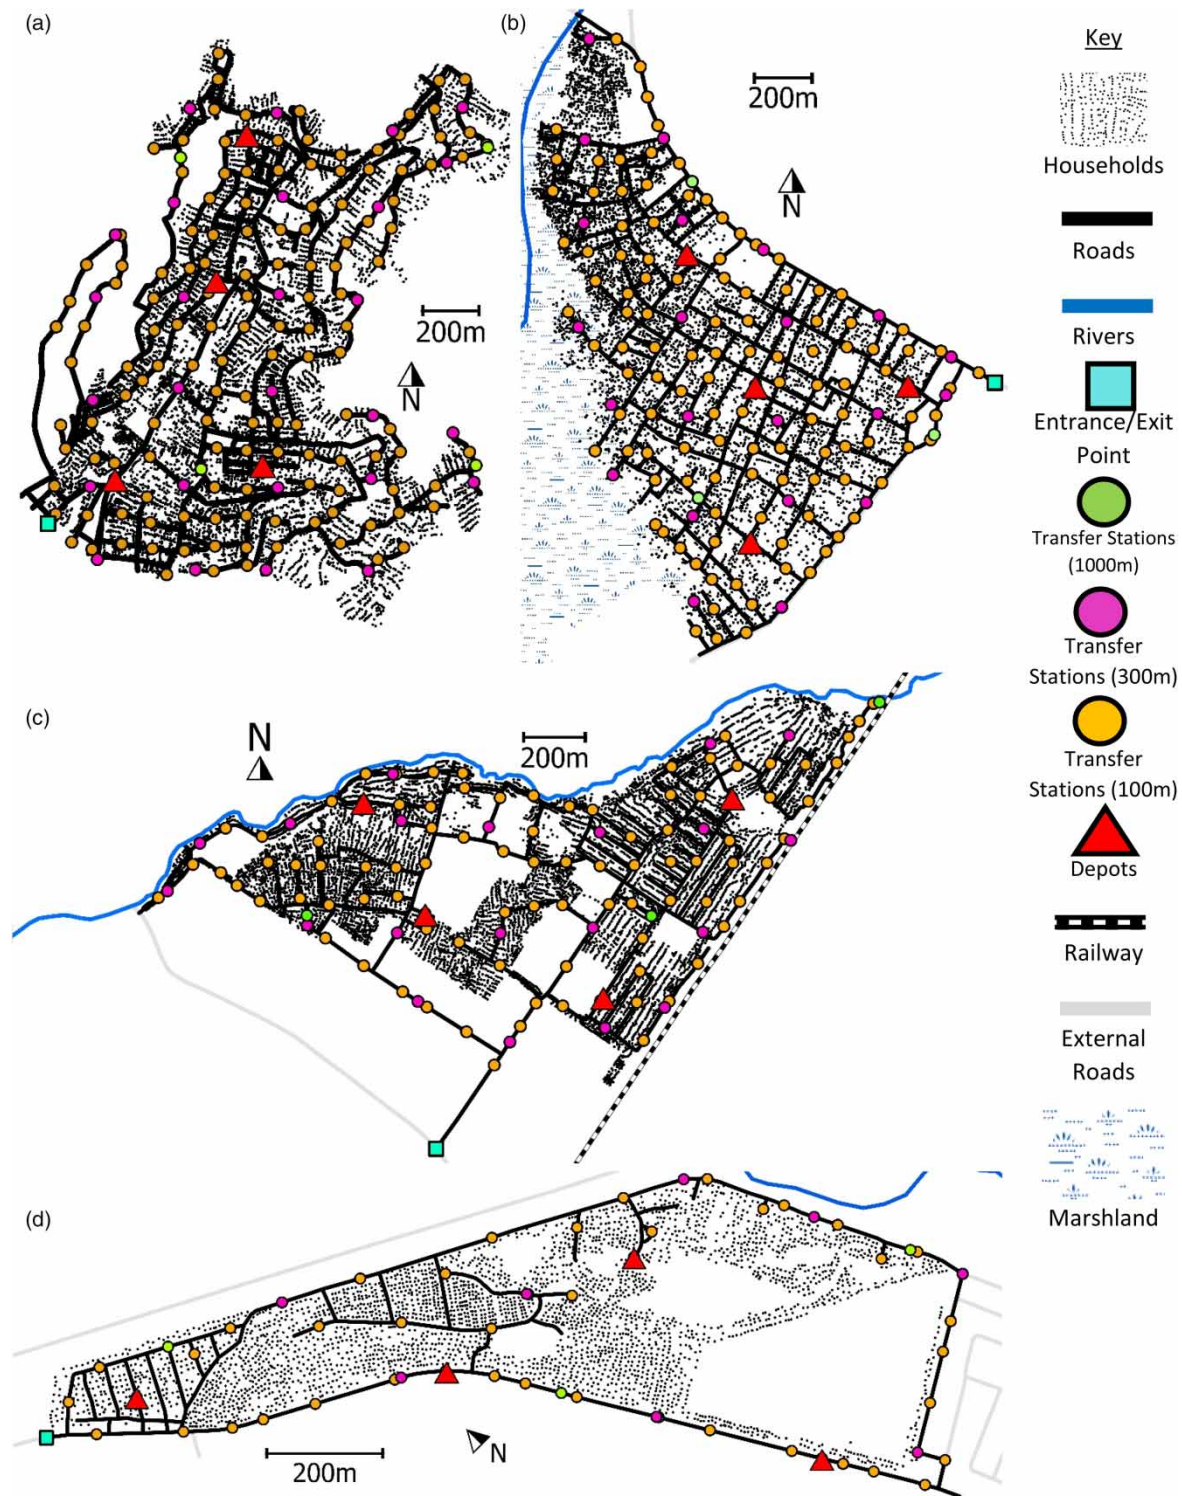 (a)
200m
N
(b)
200m
N
Key
Households
Roads
Rivers
Entrance/Exit
Point
Transfer Stations
(1000m)
Transfer
Stations (300m)
Transfer
Stations (100m)
Depots
Railway
External
Roads
Marshland
(c)
N
200m
(d)
200m
N